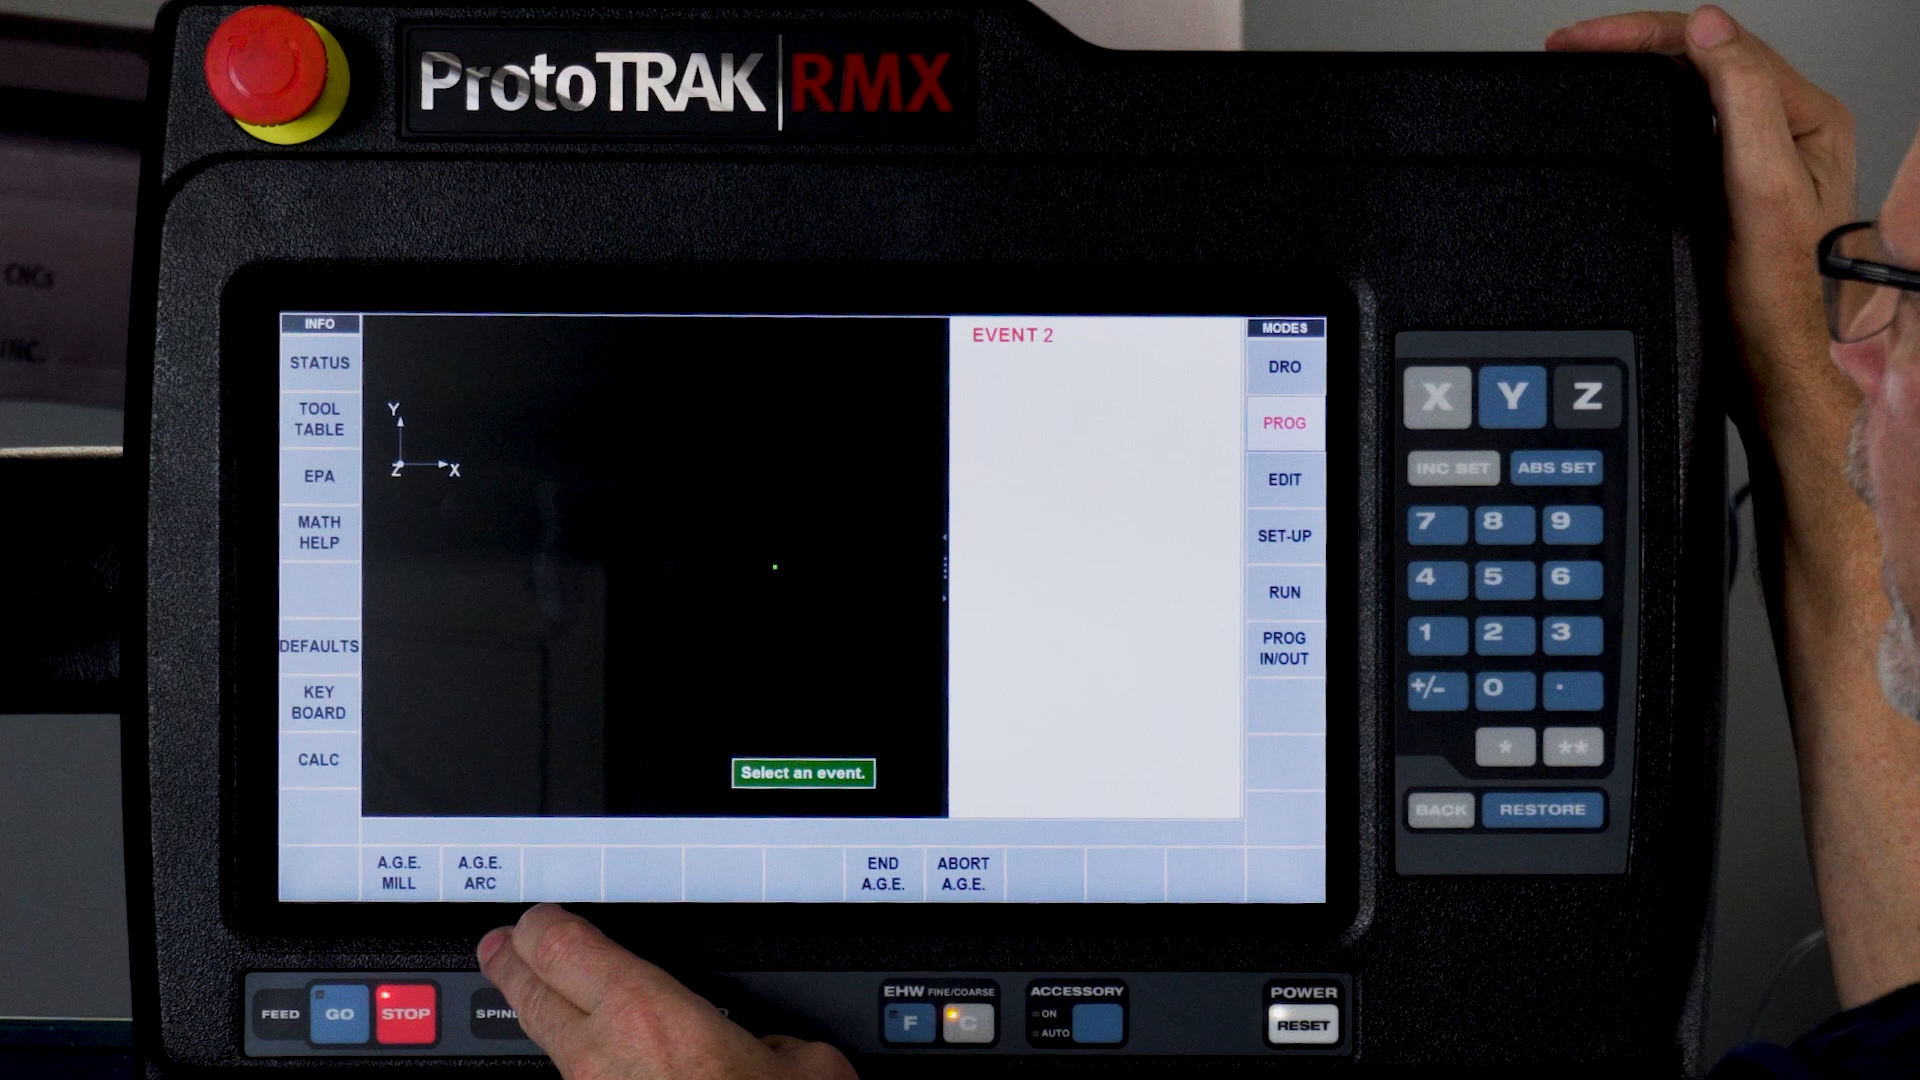 ProtoTRAK RMX
CNCs
INC.
INFO
STATUS
TOOL
TABLE
EPA
MATH
HELP
DEFAULTS
KEY
BOARD
CALC
Y
Z
X
EVENT 2
Select an event.
MODES
DRO
PROG
EDIT
SET-UP
RUN
PROG
IN/OUT
A.G.E.
MILL
A.G.E.
ARC
END
A.G.E.
ABORT
A.G.E.
X Y Z
INC SET ABS SET
7 8 9
4 5 6
1 2 3
+/- 0 .
* **
BACK RESTORE
FEED GO STOP
EHW FINE/COARSE
F C
ACCESSORY
ON
AUTO
POWER
RESET